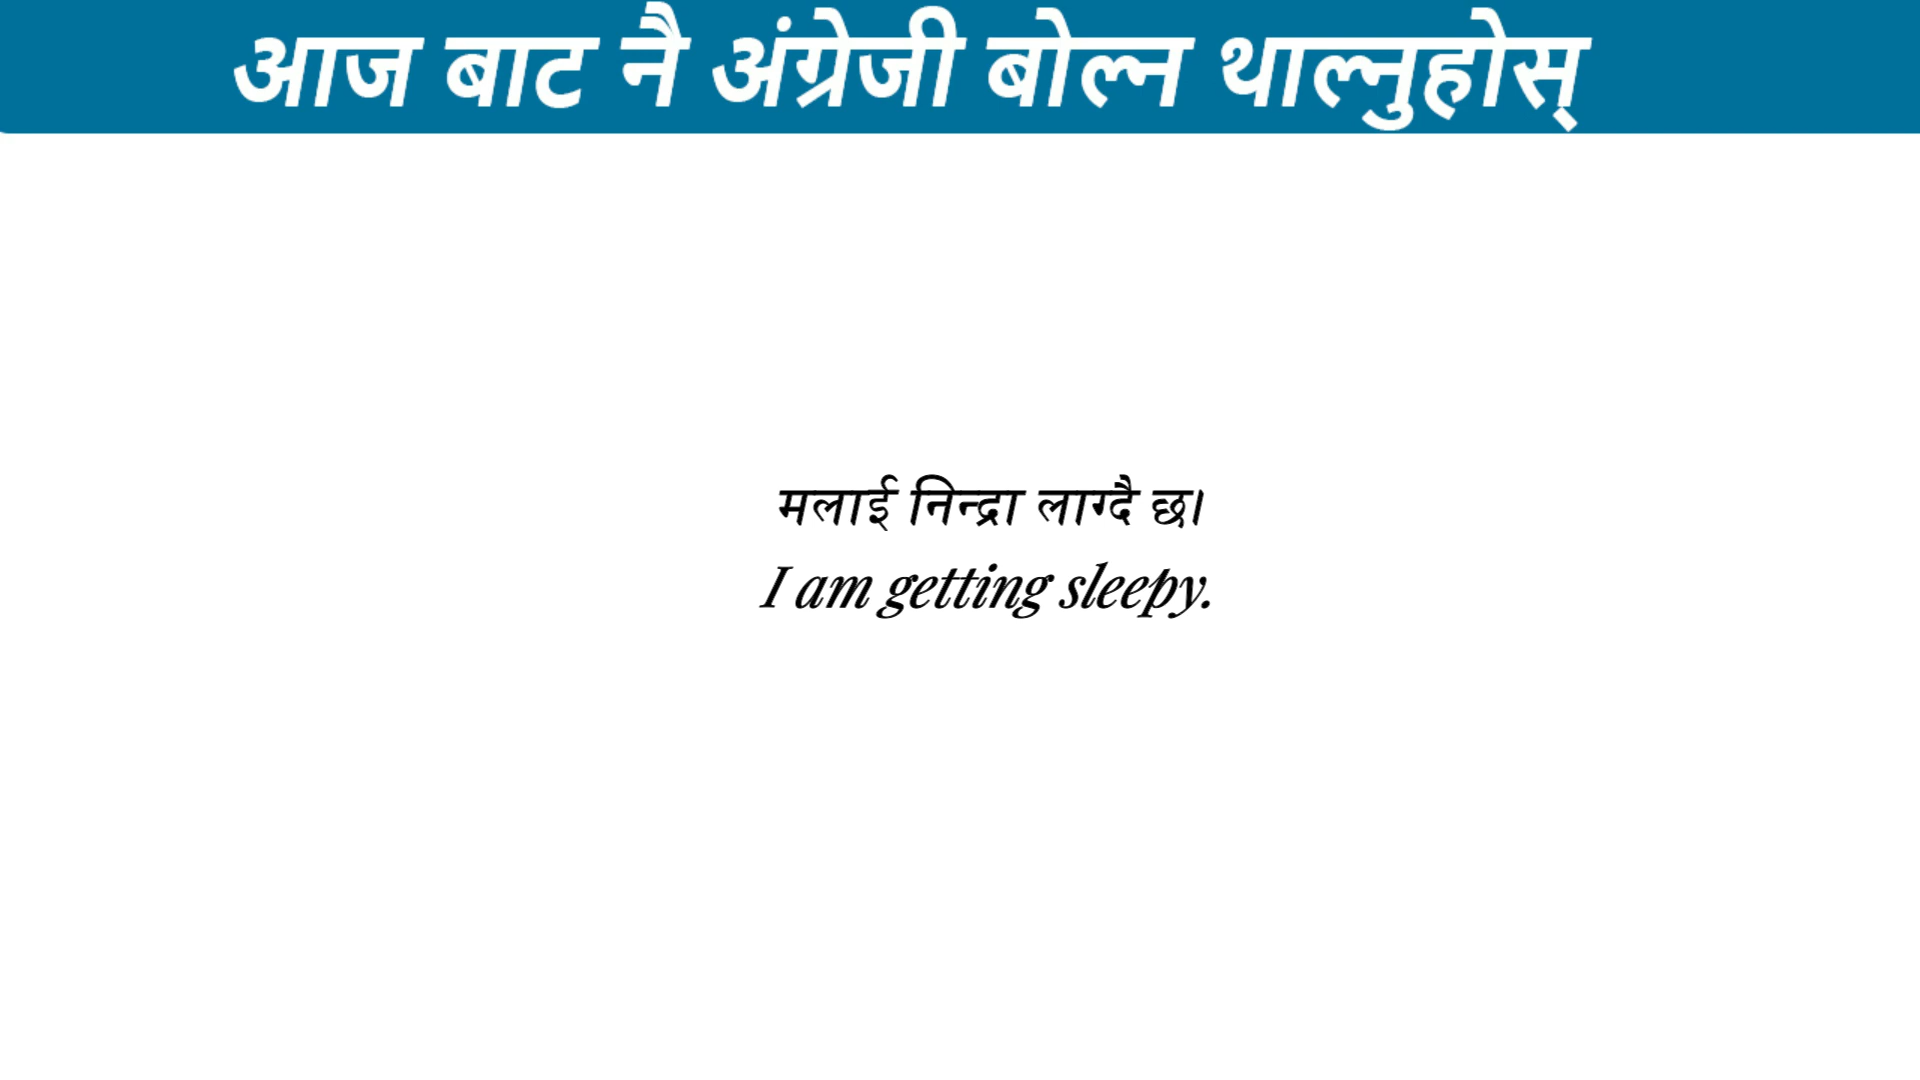 आज बाट नै अंग्रेजी बोल्न थाल्नुहोस्
मलाई निन्द्रा लाग्दै छ।
I am getting sleepy.